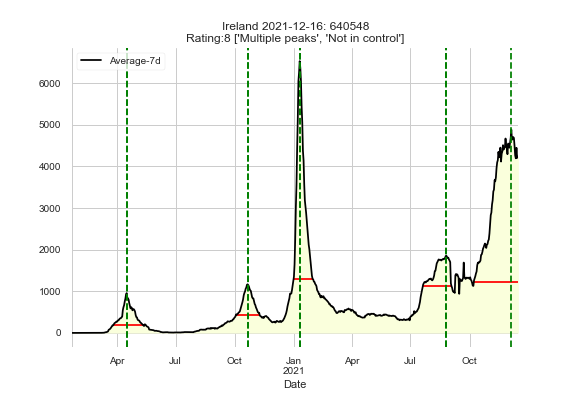 Ireland 2021-12-16: 640548
Rating:8 ['Multiple peaks', 'Not in control']
Average-7d
6000
5000
4000
3000
2000
1000
0
Apr Jul Oct Jan Apr Jul Oct
2021
Date